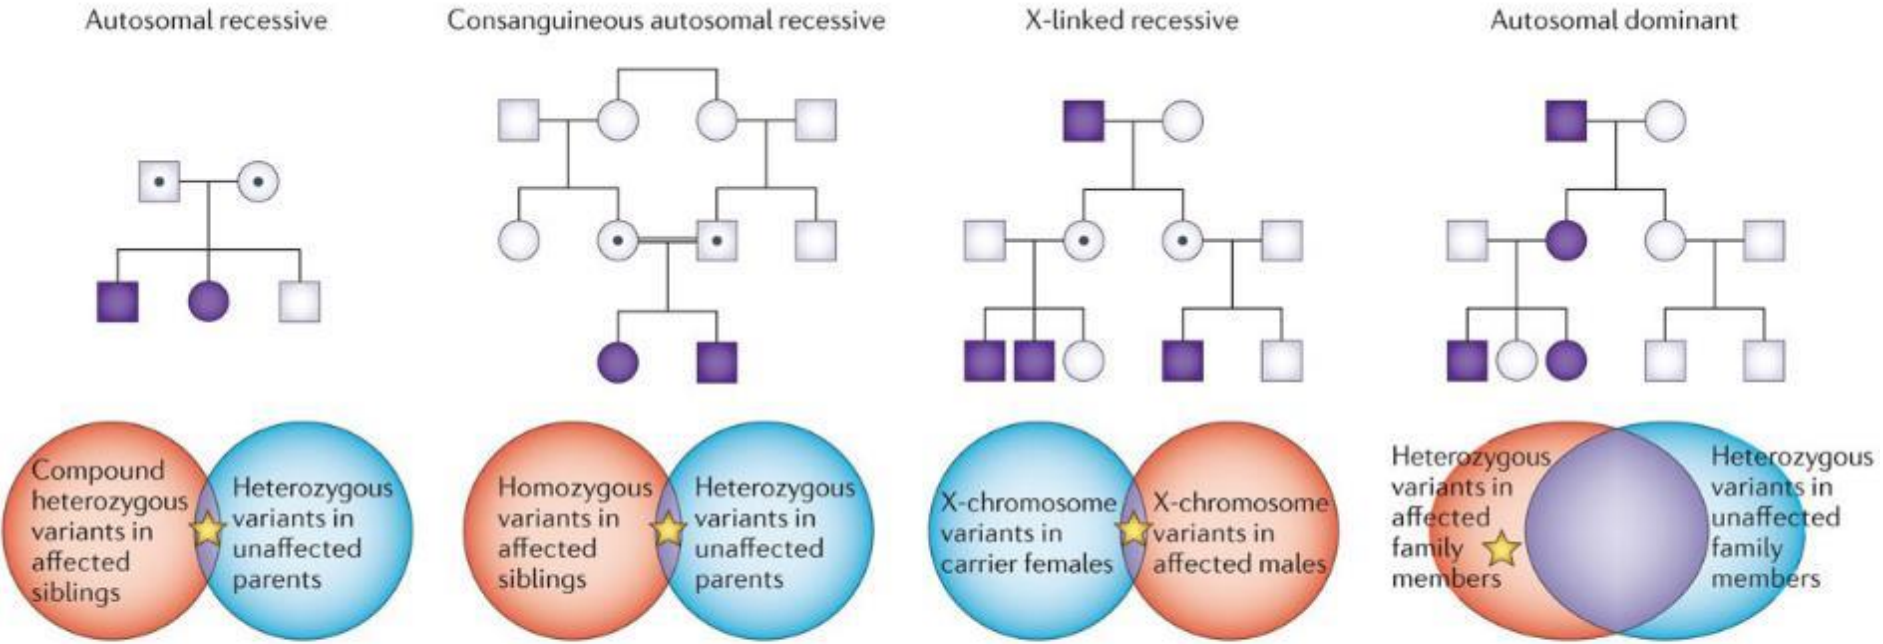 Autosomal recessive
Consanguineous autosomal recessive
X-linked recessive
Autosomal dominant
Compound
heterozygous
variants in
affected
siblings
Heterozygous
variants in
unaffected
parents
Homozygous
variants in
affected
siblings
Heterozygous
variants in
unaffected
parents
X-chromosome
variants in
carrier females
X-chromosome
variants in
affected males
Heterozygous
variants in
affected
family
members
Heterozygous
variants in
unaffected
family
members